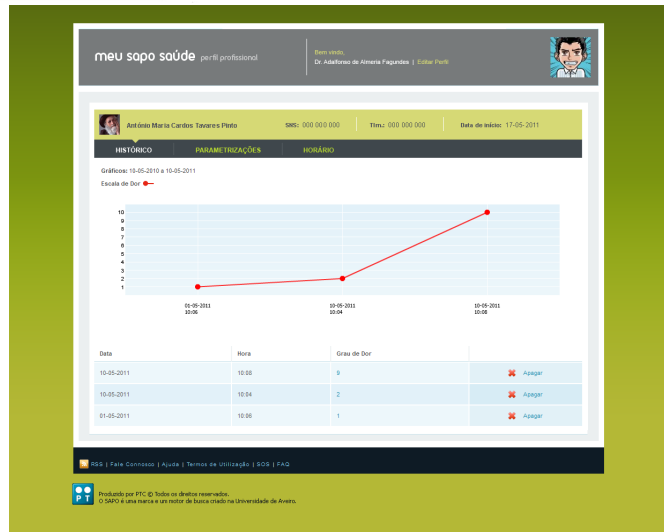 meu sapo saúde perfil profissional
Bem vindo,
Dr. Adalfonso de Almeria Fagundes | Editar Perfil
António Maria Cardos Tavares Pinto SNS: 000 000 000 Tlm.: 000 000 000 Data de início: 17-05-2011
HISTÓRICO PARAMETRIZAÇÕES HORÁRIO
Gráficos: 10-05-2010 a 10-05-2011
Escala de Dor
10
9
8
7
6
5
4
3
2
1
01-05-2011 10-05-2011 10-05-2011
10:06 10:04 10:08
Data Hora Grau de Dor
10-05-2011 10:08 9 Apagar
10-05-2011 10:04 2 Apagar
01-05-2011 10:06 1 Apagar
RSS | Fale Connosco | Ajuda | Termos de Utilização | SOS | FAQ
PT
Produzido por PTC © Todos os direitos reservados.
O SAPO é uma marca e um motor de busca criado na Universidade de Aveiro.